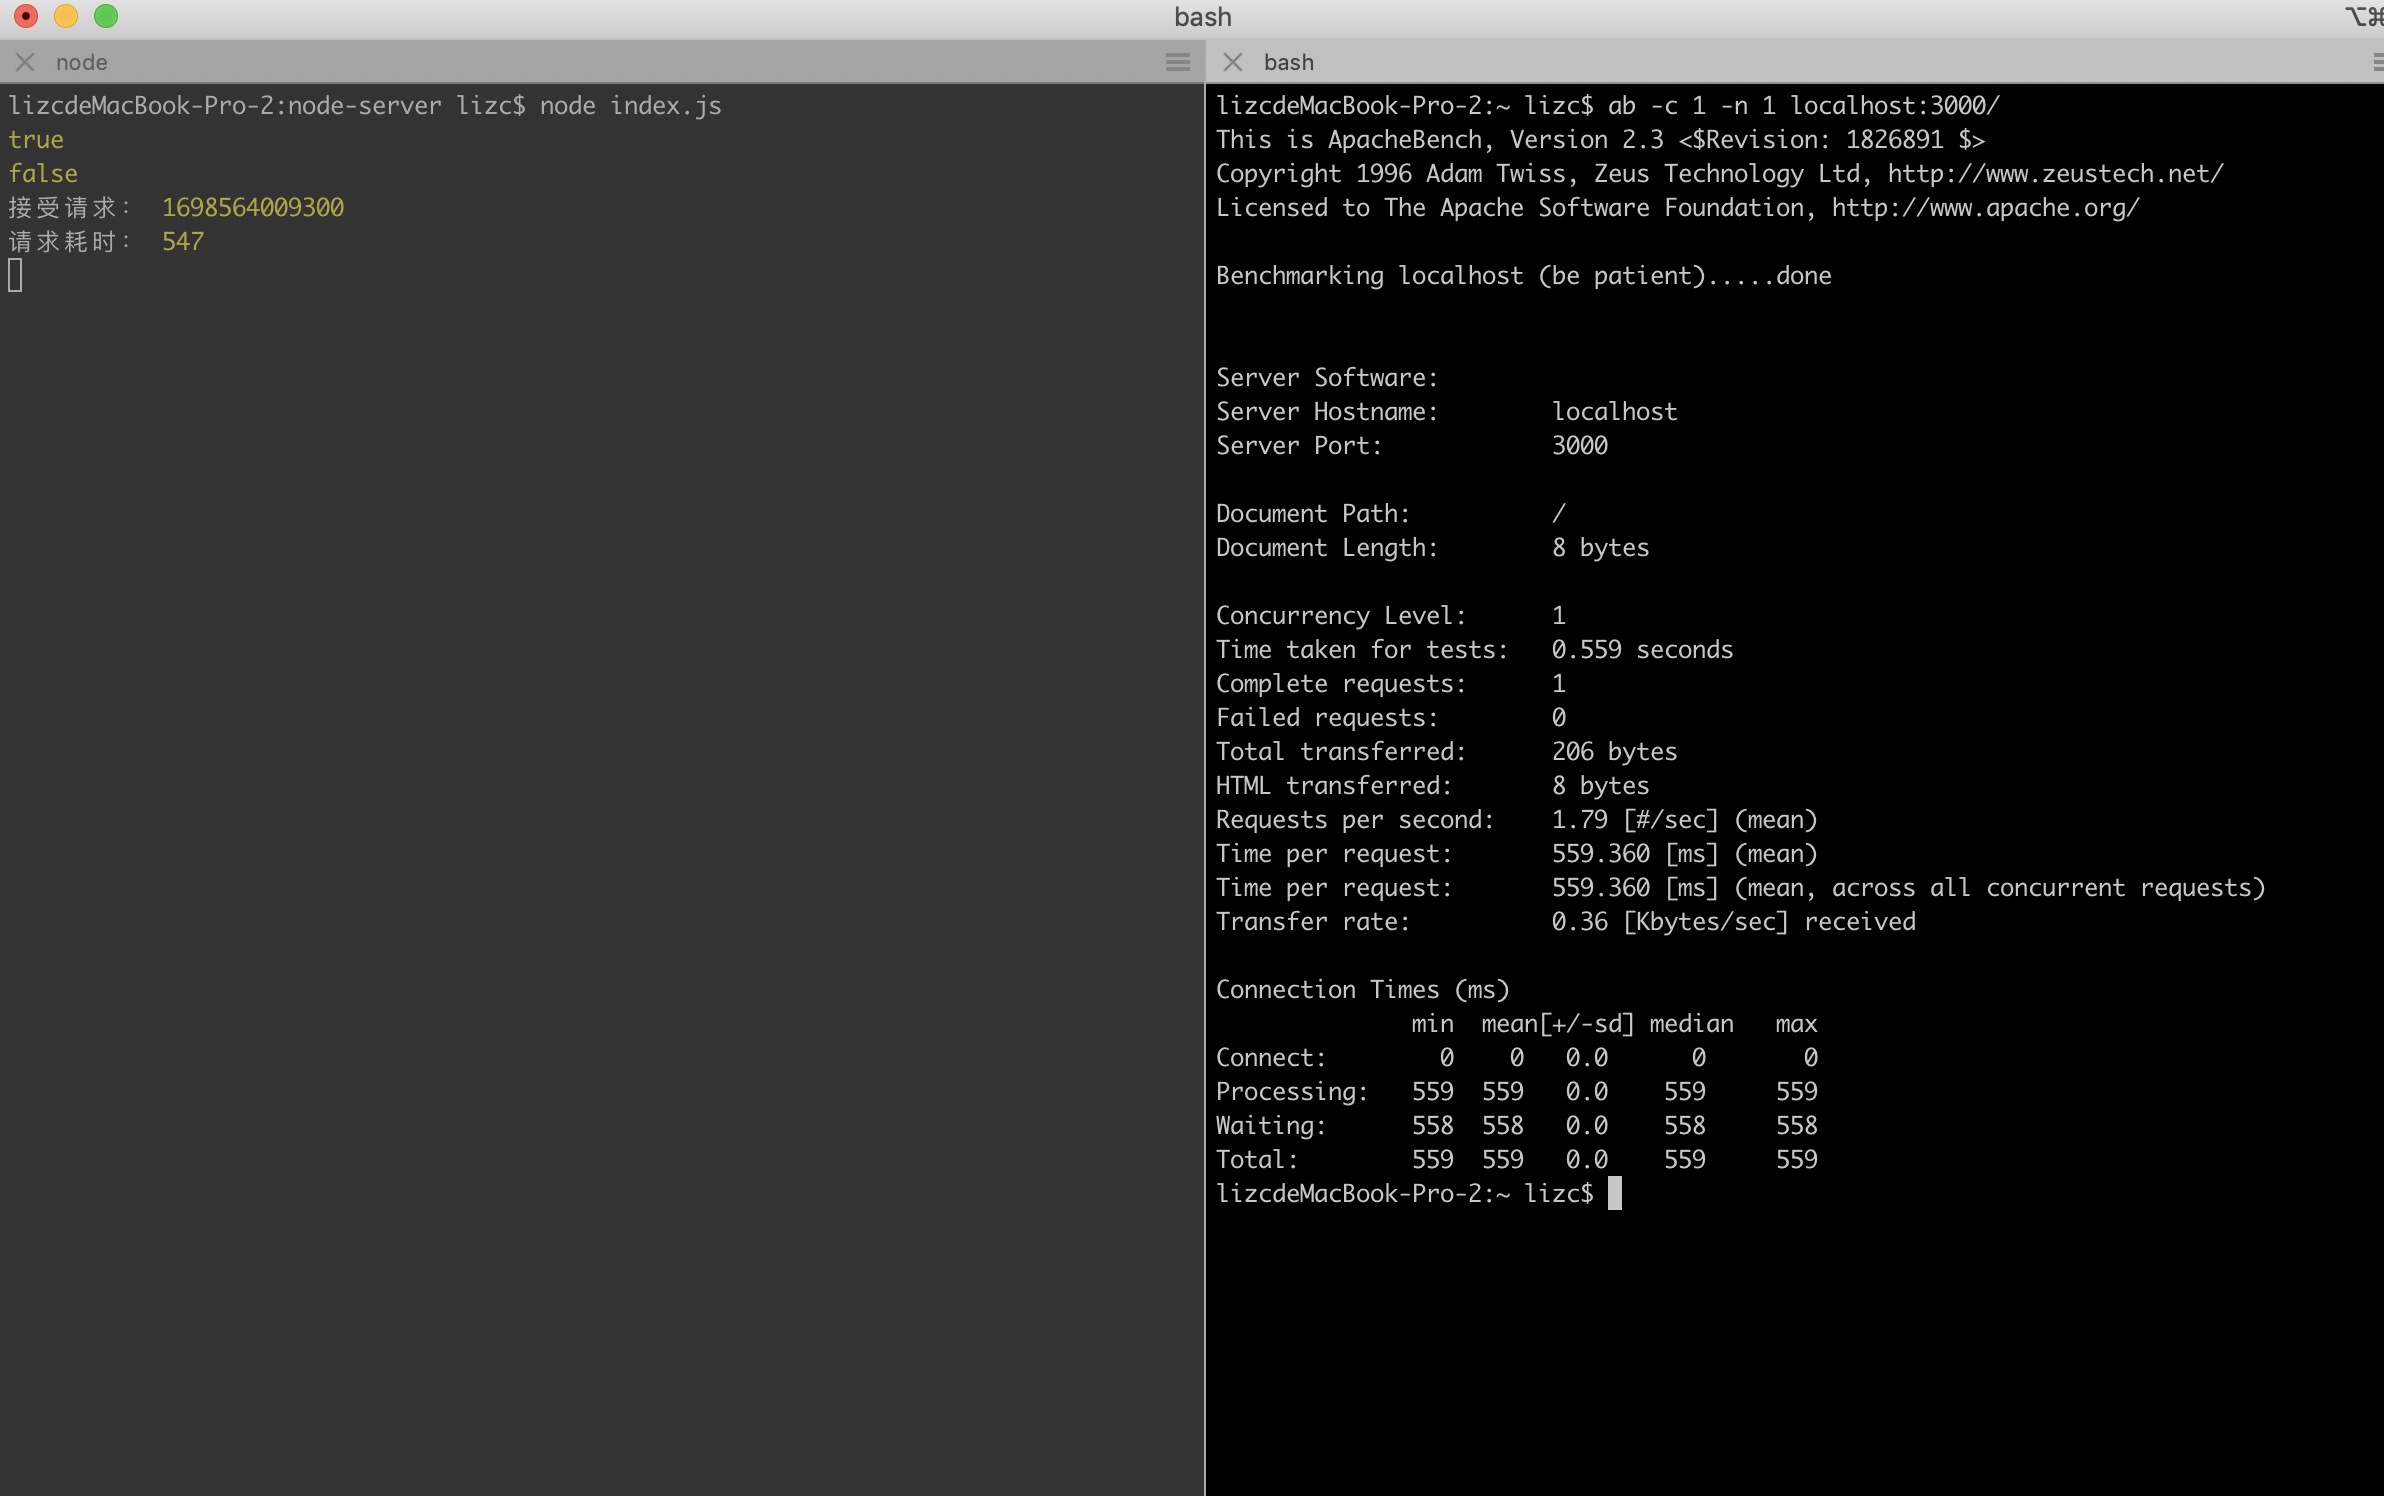 bash
⌥⌘
node
lizcdeMacBook-Pro-2:node-server lizc$ node index.js
true
false
接受请求： 1698564009300
请求耗时： 547
bash
lizcdeMacBook-Pro-2:~ lizc$ ab -c 1 -n 1 localhost:3000/
This is ApacheBench, Version 2.3 <$Revision: 1826891 $>
Copyright 1996 Adam Twiss, Zeus Technology Ltd, http://www.zeustech.net/
Licensed to The Apache Software Foundation, http://www.apache.org/
Benchmarking localhost (be patient).....done
Server Software:
Server Hostname:        localhost
Server Port:            3000
Document Path:          /
Document Length:        8 bytes
Concurrency Level:      1
Time taken for tests:   0.559 seconds
Complete requests:      1
Failed requests:        0
Total transferred:      206 bytes
HTML transferred:       8 bytes
Requests per second:    1.79 [#/sec] (mean)
Time per request:       559.360 [ms] (mean)
Time per request:       559.360 [ms] (mean, across all concurrent requests)
Transfer rate:          0.36 [Kbytes/sec] received
Connection Times (ms)
              min  mean[+/-sd] median   max
Connect:        0    0   0.0      0       0
Processing:   559  559   0.0    559     559
Waiting:      558  558   0.0    558     558
Total:        559  559   0.0    559     559
lizcdeMacBook-Pro-2:~ lizc$